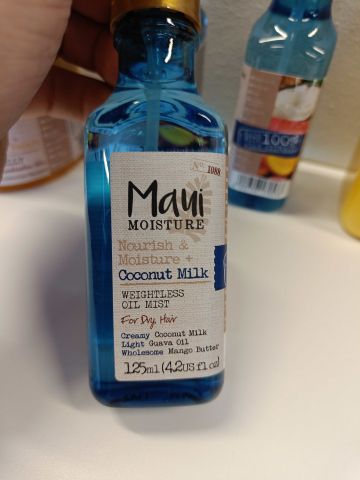 No 1088
Maui
MOISTURE
Nourish &
Moisture +
Coconut Milk
WEIGHTLESS
OIL MIST
For Dry Hair
Creamy Coconut Milk
Light Guava Oil
Wholesome Mango Butter
125ml (4.2US fl oz)
100%